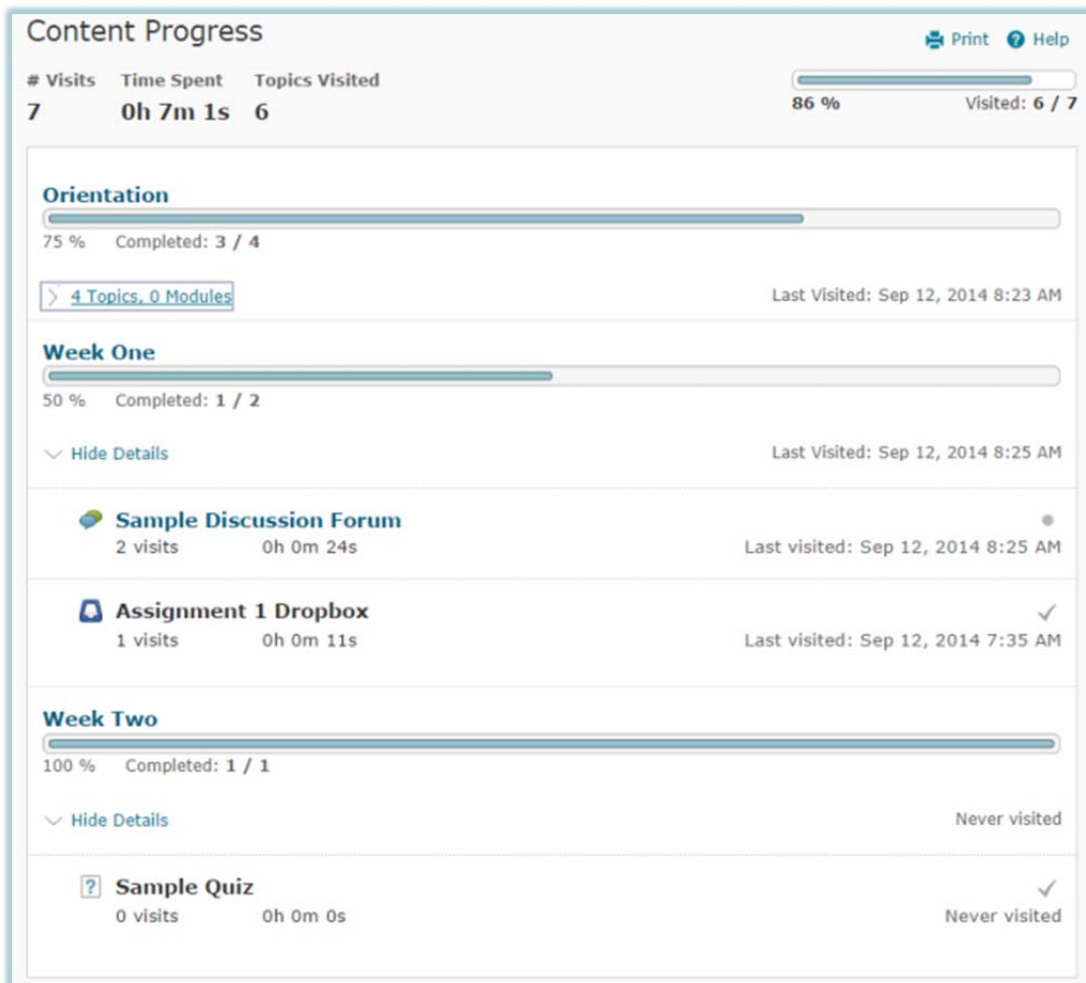 Content Progress
Print Help
# Visits Time Spent Topics Visited
7 0h 7m 1s 6
86 % Visited: 6 / 7
Orientation
75 % Completed: 3 / 4
4 Topics, 0 Modules Last Visited: Sep 12, 2014 8:23 AM
Week One
50 % Completed: 1 / 2
Hide Details Last Visited: Sep 12, 2014 8:25 AM
Sample Discussion Forum
2 visits 0h 0m 24s Last visited: Sep 12, 2014 8:25 AM
Assignment 1 Dropbox
1 visits 0h 0m 11s Last visited: Sep 12, 2014 7:35 AM
Week Two
100 % Completed: 1 / 1
Hide Details Never visited
Sample Quiz
0 visits 0h 0m 0s Never visited